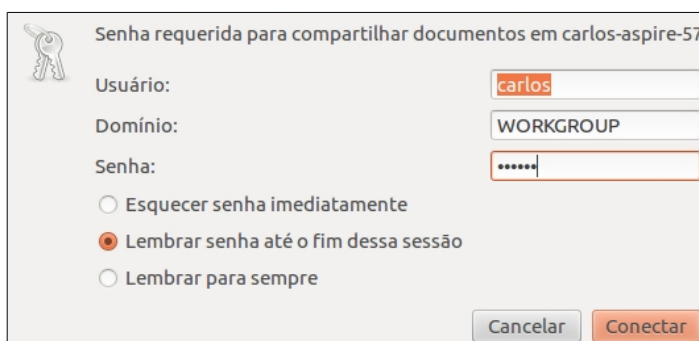 Senha requerida para compartilhar documentos em carlos-aspire-57
Usuário:
carlos
Domínio:
WORKGROUP
Senha:
••••••
Esquecer senha imediatamente
Lembrar senha até o fim dessa sessão
Lembrar para sempre
Cancelar
Conectar